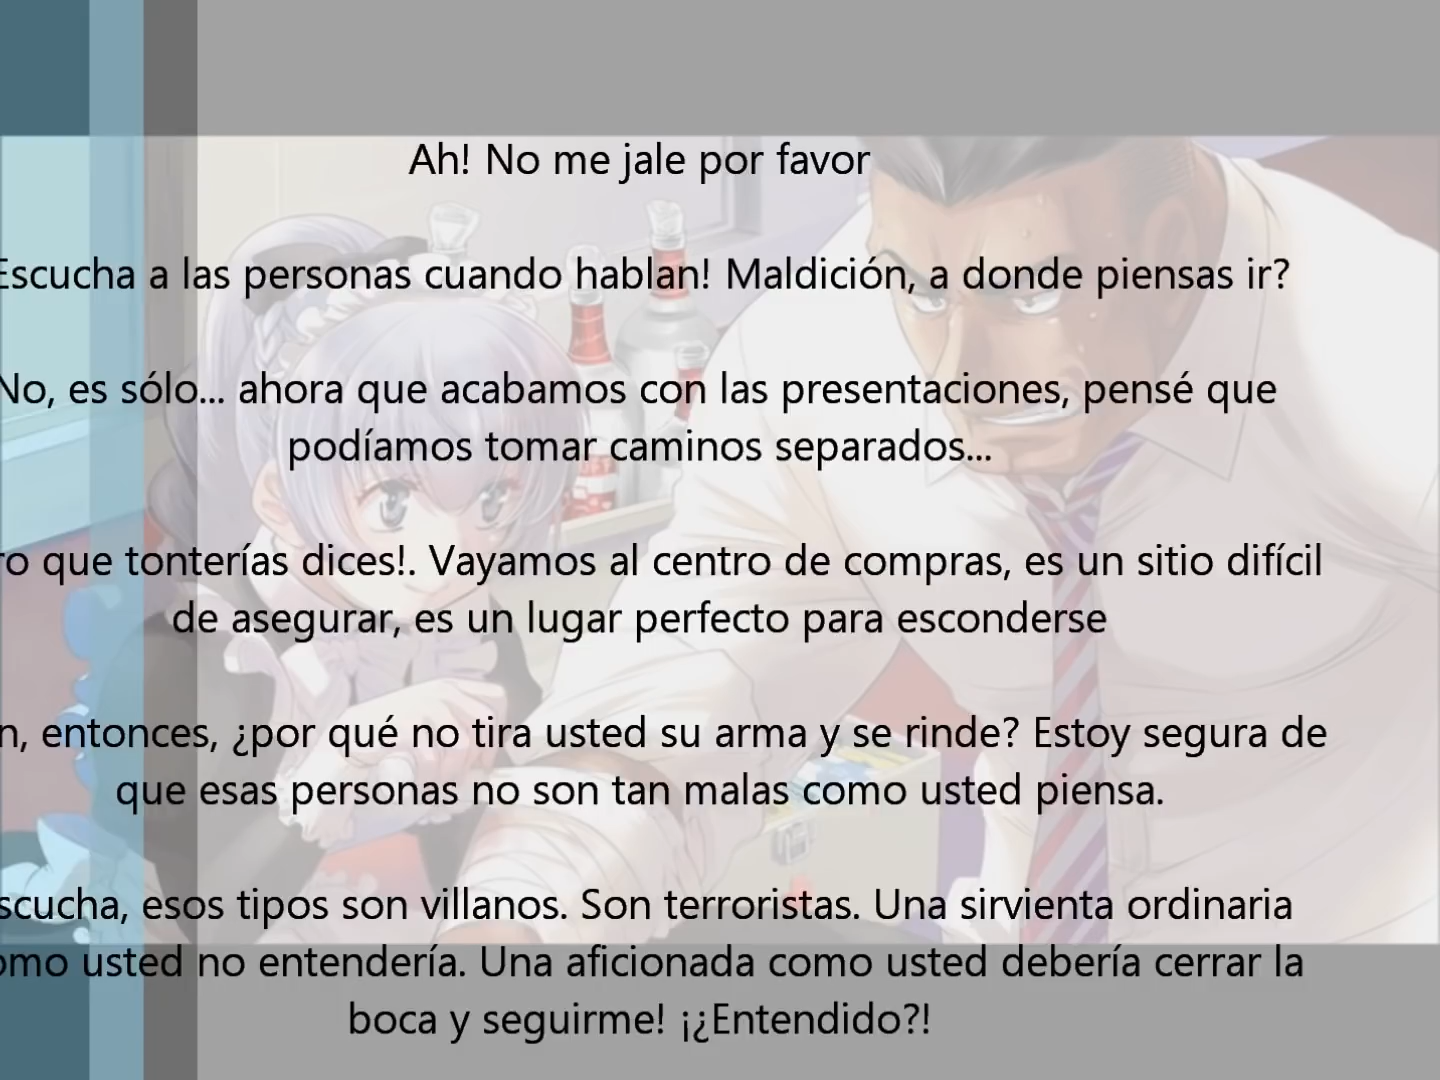 Ah! No me jale por favor
Escucha a las personas cuando hablan! Maldición, a donde piensas ir?
No, es sólo... ahora que acabamos con las presentaciones, pensé que
podíamos tomar caminos separados...
ro que tonterías dices!. Vayamos al centro de compras, es un sitio difícil
de asegurar, es un lugar perfecto para esconderse
n, entonces, ¿por qué no tira usted su arma y se rinde? Estoy segura de
que esas personas no son tan malas como usted piensa.
scucha, esos tipos son villanos. Son terroristas. Una sirvienta ordinaria
omo usted no entendería. Una aficionada como usted debería cerrar la
boca y seguirme! ¡¿Entendido?!